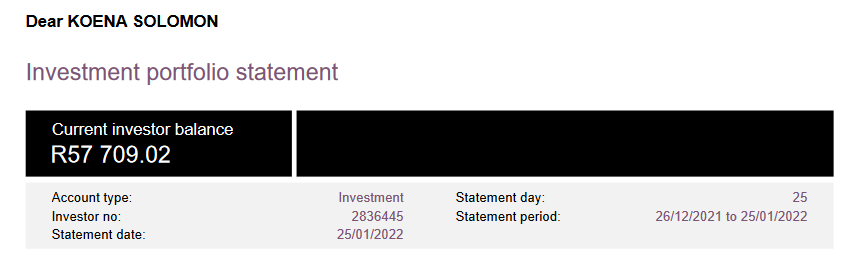 Dear KOENA SOLOMON
Investment portfolio statement
Current investor balance
R57 709.02
Account type: Investment Statement day: 25
Investor no: 2836445 Statement period: 26/12/2021 to 25/01/2022
Statement date: 25/01/2022